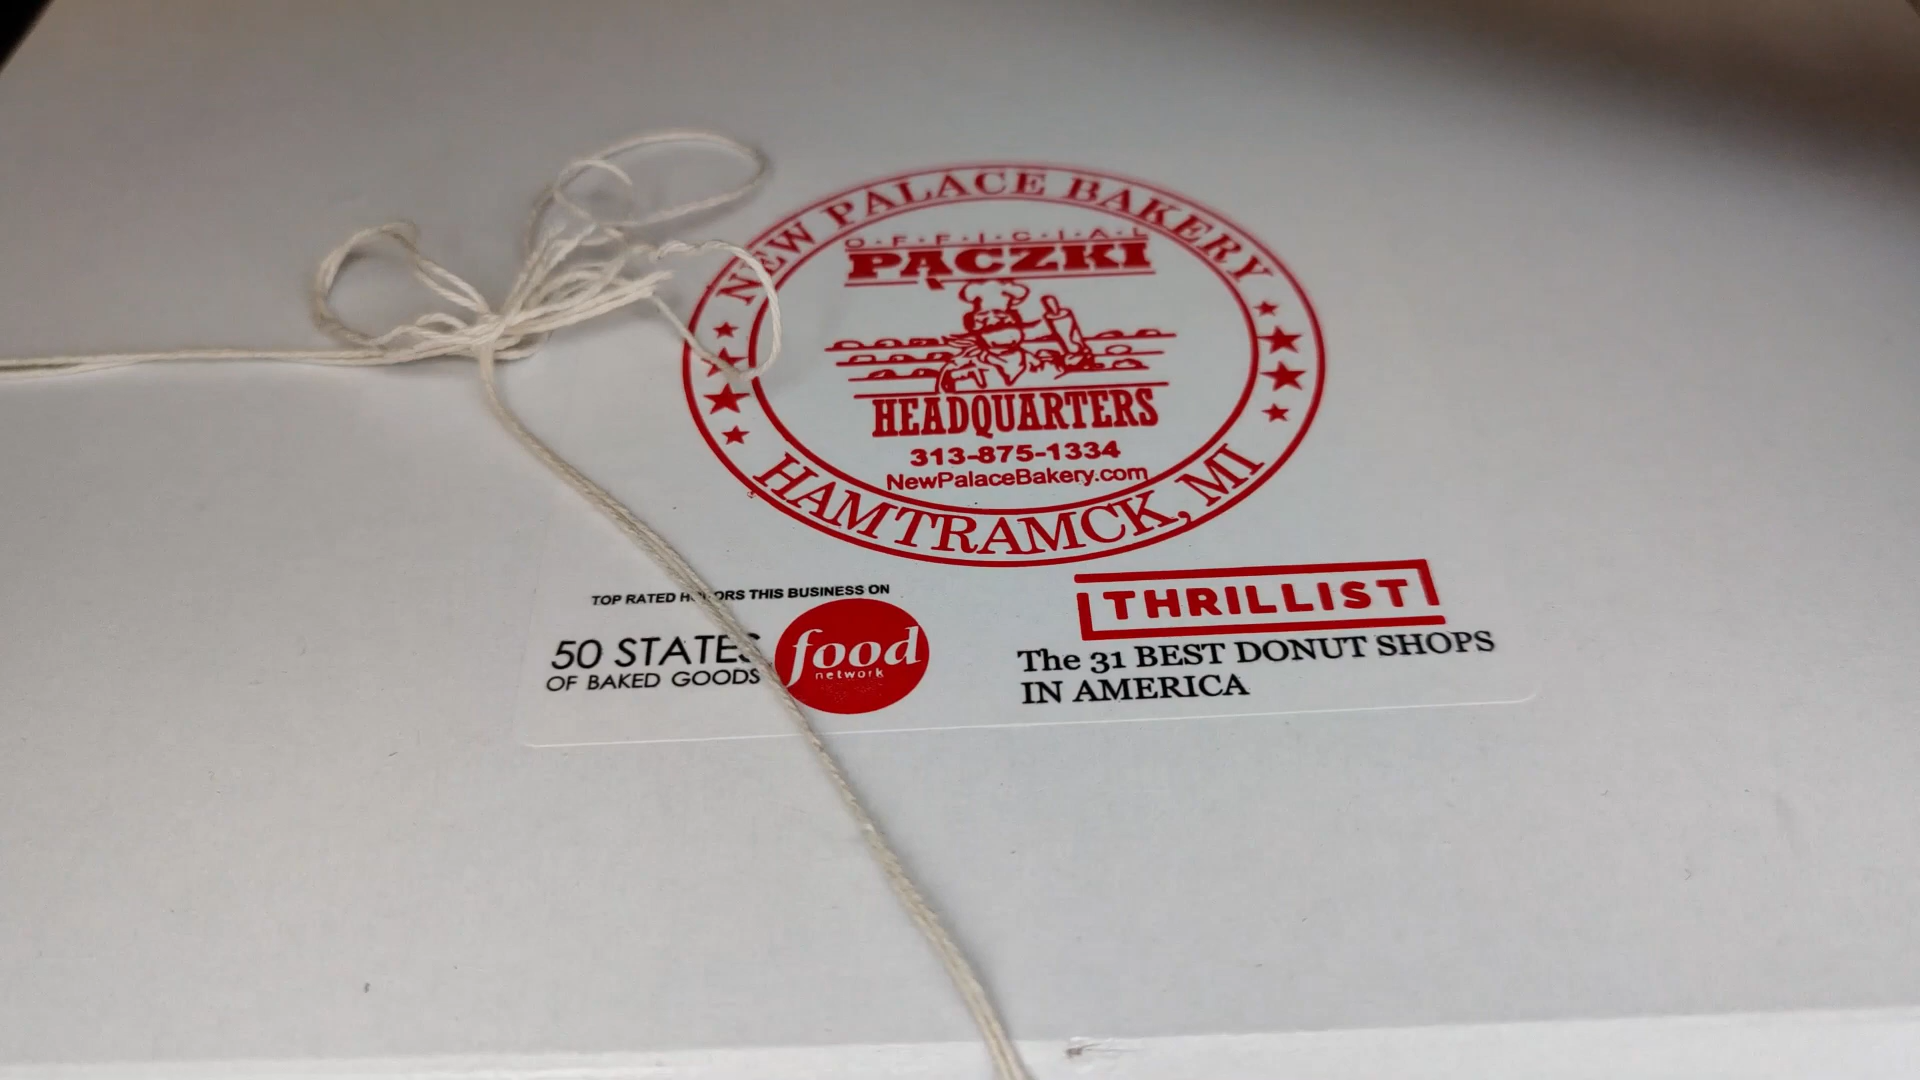 NEW PALACE BAKERY
O·F·F·I·C·I·A·L
PĄCZKI
HEADQUARTERS
313-875-1334
NewPalaceBakery.com
HAMTRAMCK, MI
TOP RATED HONORS THIS BUSINESS ON
50 STATES
OF BAKED GOODS
food
network
THRILLIST
The 31 BEST DONUT SHOPS
IN AMERICA